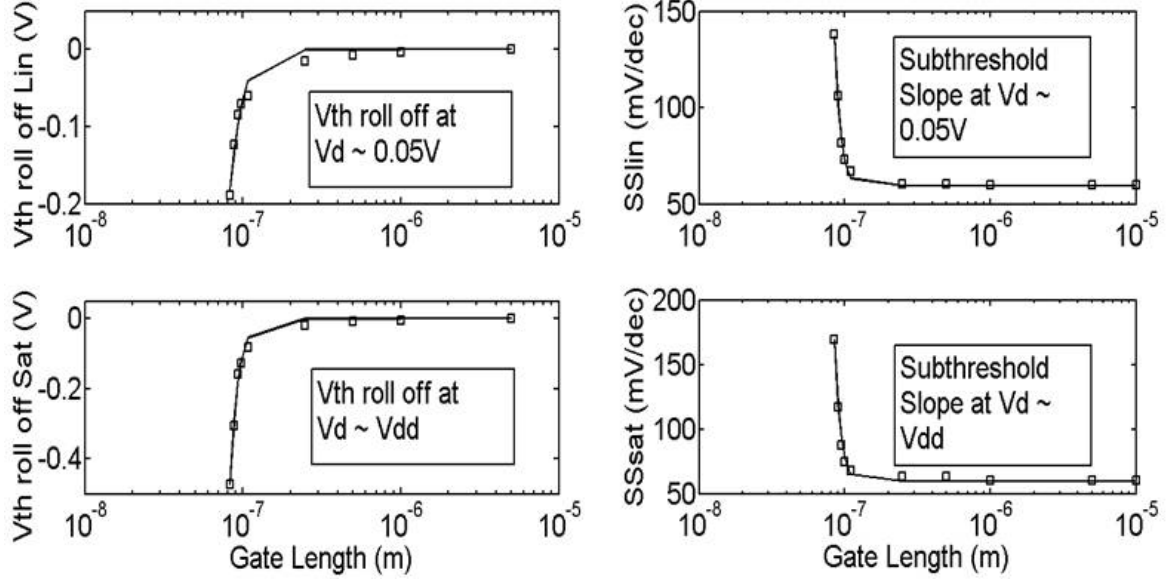 Vth roll off Lin (V)
0
-0.1
-0.2
10⁻⁸
10⁻⁷
10⁻⁶
10⁻⁵
Vth roll off at
Vd ~ 0.05V
SSlin (mV/dec)
150
100
50
10⁻⁸
10⁻⁷
10⁻⁶
10⁻⁵
Subthreshold
Slope at Vd ~
0.05V
Vth roll off Sat (V)
0
-0.2
-0.4
10⁻⁸
10⁻⁷
10⁻⁶
10⁻⁵
Gate Length (m)
Vth roll off at
Vd ~ Vdd
SSsat (mV/dec)
200
150
100
50
10⁻⁸
10⁻⁷
10⁻⁶
10⁻⁵
Gate Length (m)
Subthreshold
Slope at Vd ~
Vdd